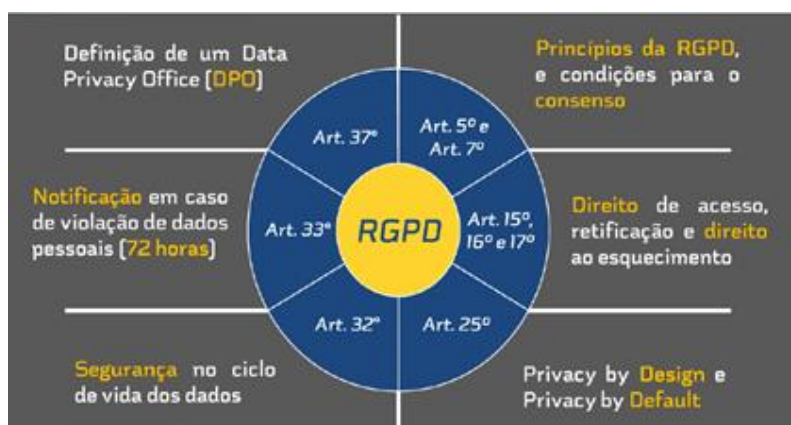 Definição de um Data
Privacy Office (DPO)
Princípios da RGPD,
e condições para o
consenso
Art. 37º
Art. 5º e
Art. 7º
Notificação em caso
de violação de dados
pessoais (72 horas)
Art. 33º
RGPD
Art. 15º,
16º e 17º
Direito de acesso,
retificação e direito
ao esquecimento
Art. 32º
Art. 25º
Segurança no ciclo
de vida dos dados
Privacy by Design e
Privacy by Default